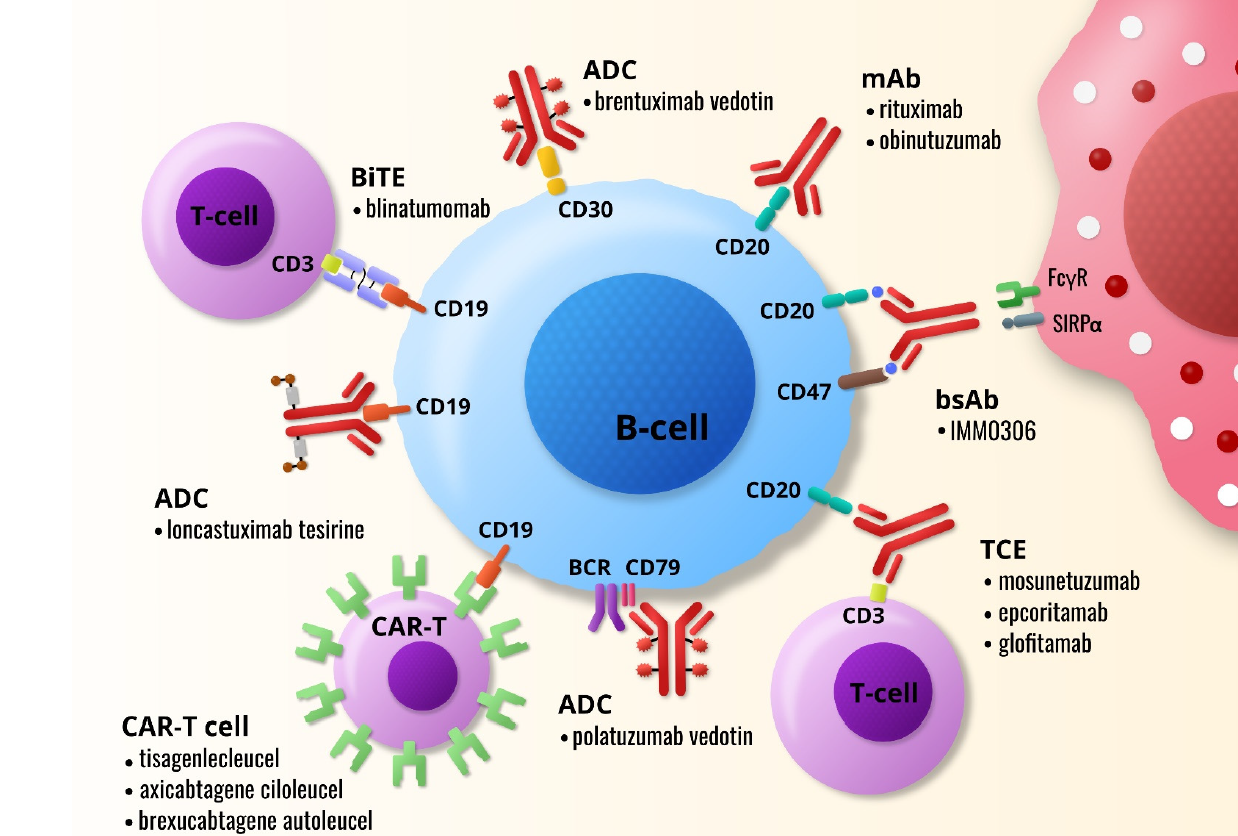 ADC
• brentuximab vedotin
mAb
• rituximab
• obinutuzumab
BiTE
• blinatumomab
T-cell
CD3
CD30
CD20
CD19
CD20
FcγR
SIRPα
CD47
CD19
B-cell
bsAb
• IMM0306
ADC
• loncastuximab tesirine
CD20
CD19
BCR CD79
TCE
• mosunetuzumab
• epcoritamab
• glofitamab
CD3
T-cell
CAR-T
ADC
• polatuzumab vedotin
CAR-T cell
• tisagenlecleucel
• axicabtagene ciloleucel
• brexucabtagene autoleucel